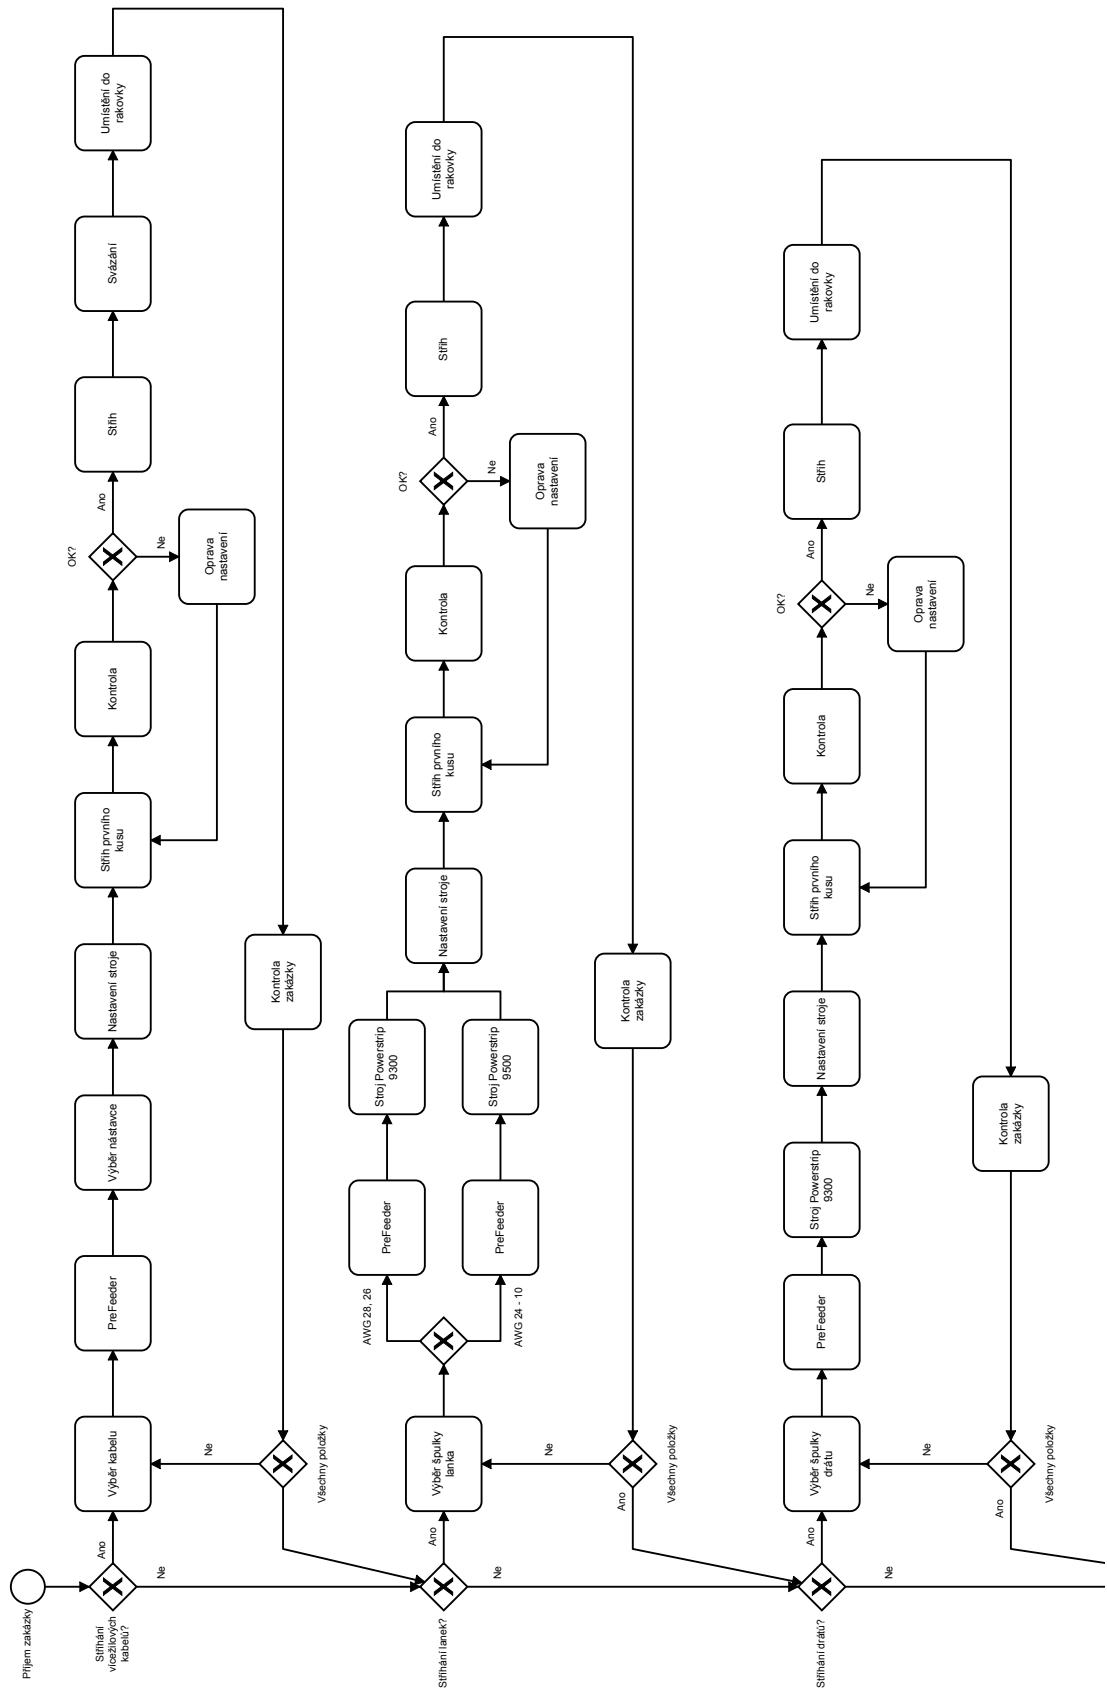 Příjem zakázky
Stříhání
vícežilových
kabelů?
Ano
Ne
Výběr kabelu
PreFeeder
Výběr nástavce
Nastavení stroje
Střih prvního
kusu
Kontrola
OK?
Ano
Ne
Oprava
nastavení
Střih
Svázání
Umístění do
rakovky
Kontrola
zakázky
Všechny položky
Ne
Stříhání lanek?
Ano
Ne
Výběr špulky
lanka
AWG 28, 26
AWG 24 - 10
PreFeeder
PreFeeder
Stroj Powerstrip
9300
Stroj Powerstrip
9500
Nastavení stroje
Střih prvního
kusu
Kontrola
OK?
Ano
Ne
Oprava
nastavení
Střih
Umístění do
rakovky
Kontrola
zakázky
Všechny položky
Ne
Ano
Stříhání drátů?
Ano
Ne
Výběr špulky
drátu
PreFeeder
Stroj Powerstrip
9300
Nastavení stroje
Střih prvního
kusu
Kontrola
OK?
Ano
Ne
Oprava
nastavení
Střih
Umístění do
rakovky
Kontrola
zakázky
Všechny položky
Ne
Ano